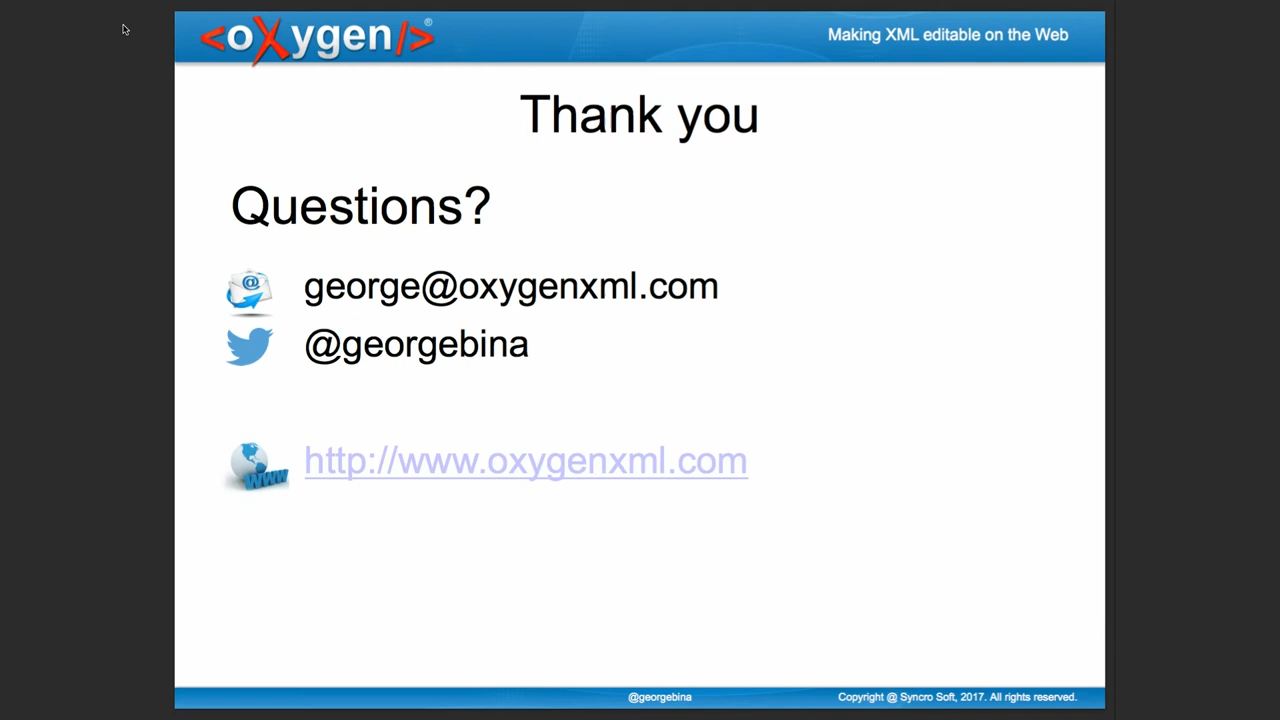 <oXygen/>®
Making XML editable on the Web
Thank you
Questions?
@
george@oxygenxml.com
@georgebina
www
http://www.oxygenxml.com
@georgebina
Copyright @ Syncro Soft, 2017. All rights reserved.